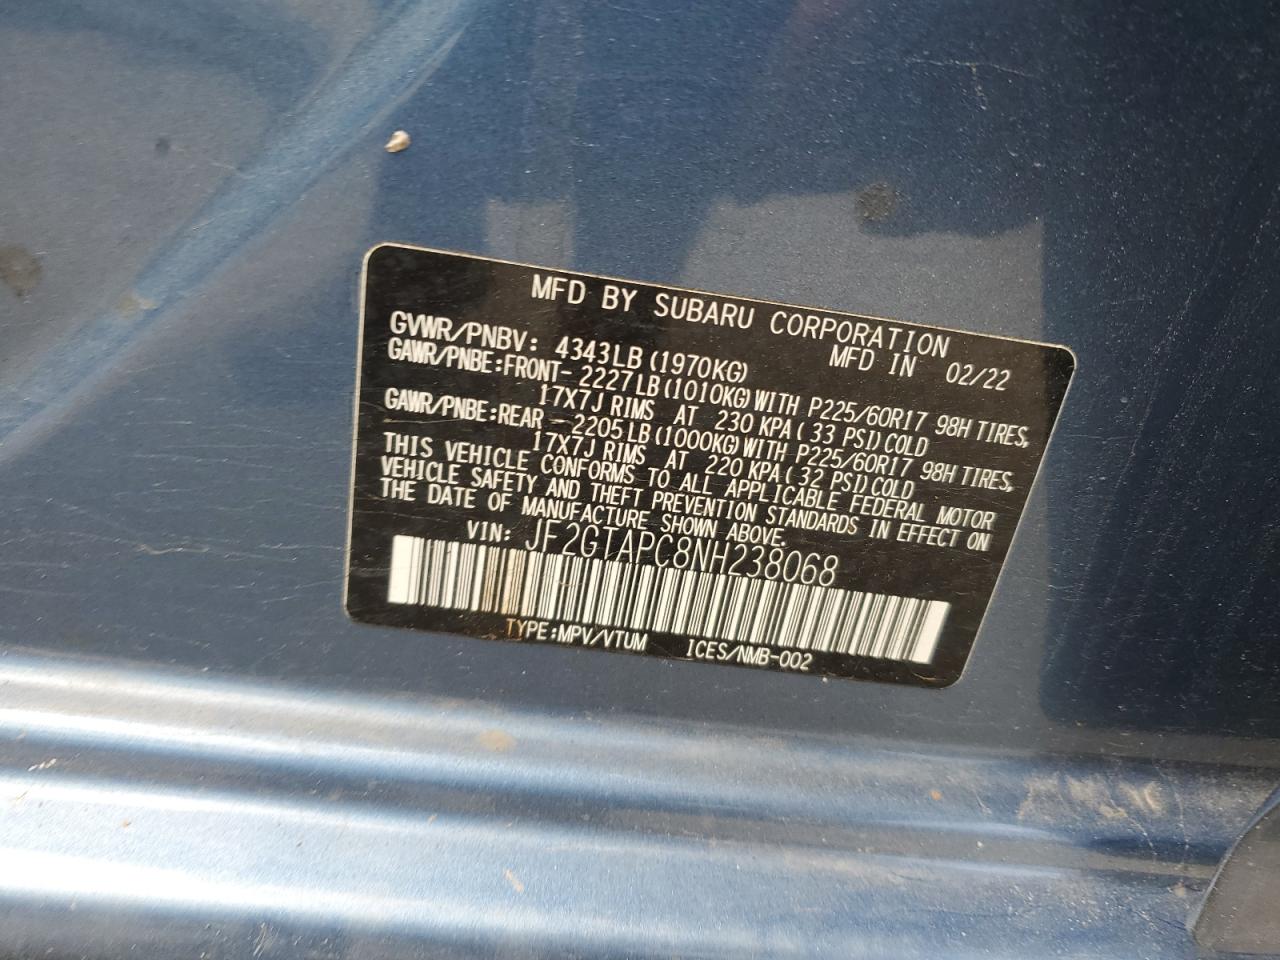 MFD BY SUBARU CORPORATION
GVWR/PNBV: 4343LB(1970KG) MFD IN 02/22
GAWR/PNBE:FRONT- 2227LB(1010KG)WITH P225/60R17 98H TIRES,
17X7J RIMS AT 230 KPA( 33 PSI)COLD
GAWR/PNBE:REAR -2205LB(1000KG)WITH P225/60R17 98H TIRES,
17X7J RIMS AT 220 KPA( 32 PSI)COLD
THIS VEHICLE CONFORMS TO ALL APPLICABLE FEDERAL MOTOR
VEHICLE SAFETY AND THEFT PREVENTION STANDARDS IN EFFECT ON
THE DATE OF MANUFACTURE SHOWN ABOVE.
VIN: JF2GTAPC8NH238068
TYPE:MPV/VTUM ICES/NMB-002